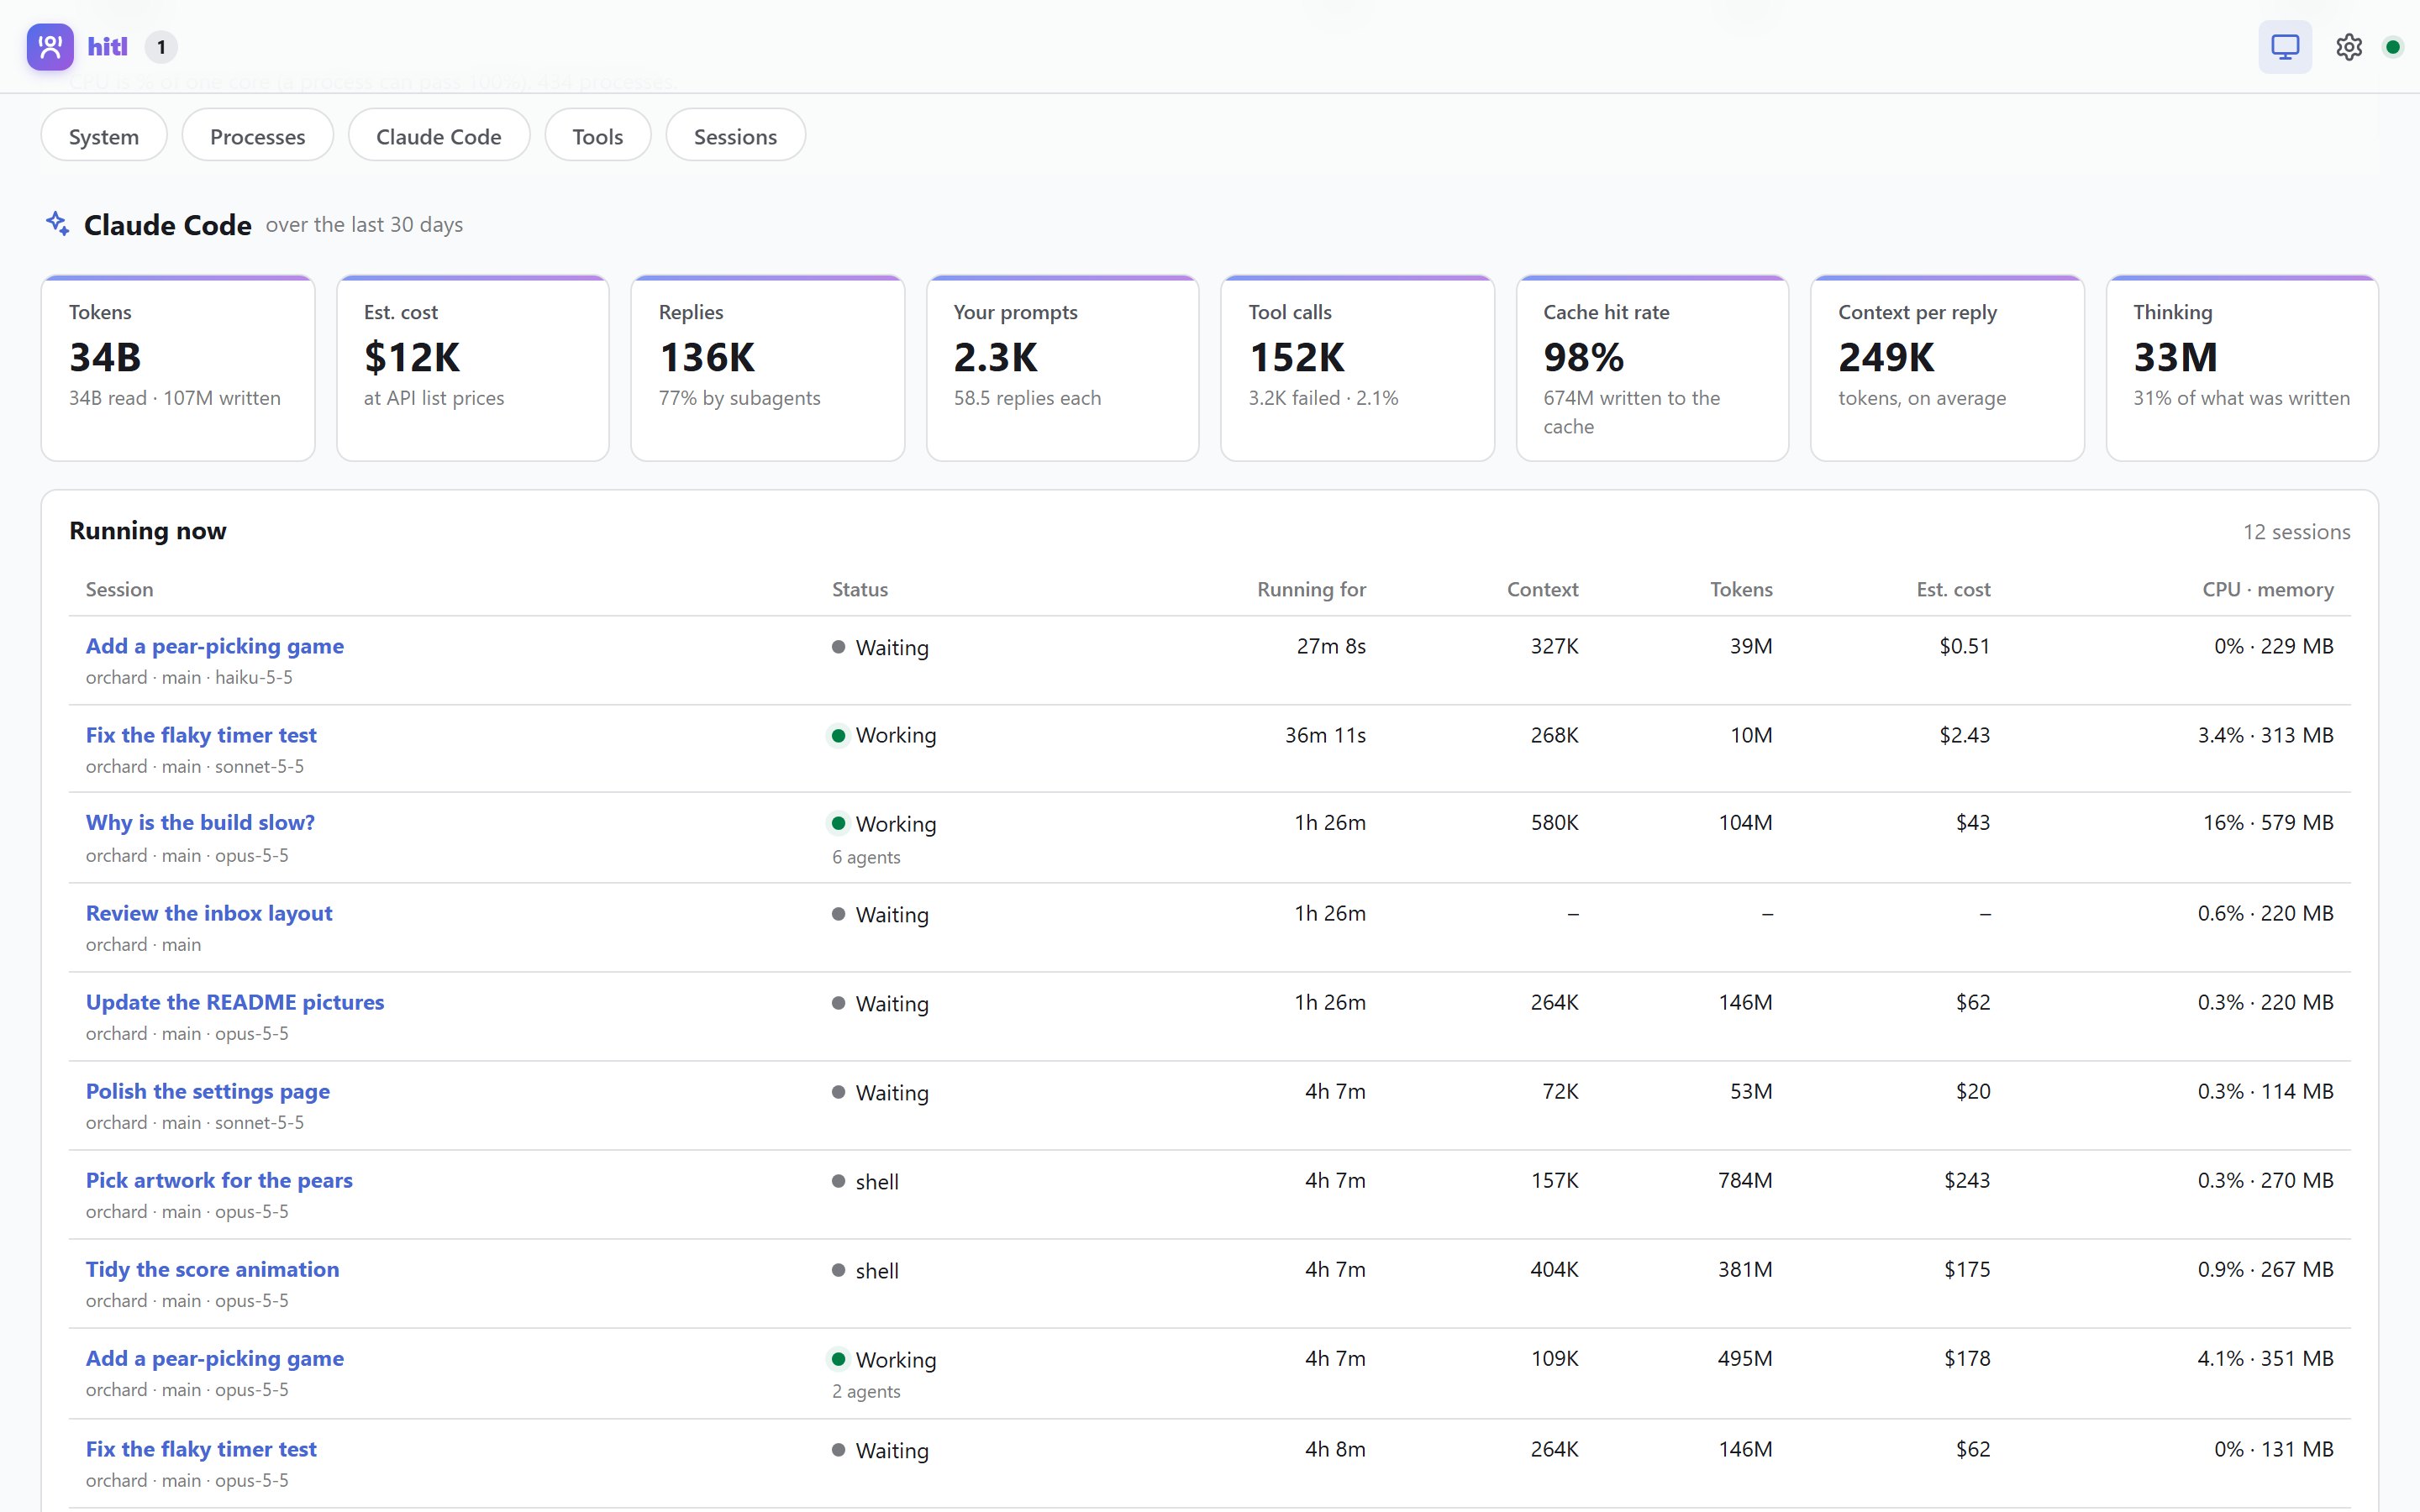 hitl 1
CPU is % of one core (a process can pass 100%). 434 processes.
System Processes Claude Code Tools Sessions
Claude Code over the last 30 days
Tokens
34B
34B read · 107M written
Est. cost
$12K
at API list prices
Replies
136K
77% by subagents
Your prompts
2.3K
58.5 replies each
Tool calls
152K
3.2K failed · 2.1%
Cache hit rate
98%
674M written to the
cache
Context per reply
249K
tokens, on average
Thinking
33M
31% of what was written
Running now 12 sessions
Session Status Running for Context Tokens Est. cost CPU · memory
Add a pear-picking game Waiting 27m 8s 327K 39M $0.51 0% · 229 MB
orchard · main · haiku-5-5
Fix the flaky timer test Working 36m 11s 268K 10M $2.43 3.4% · 313 MB
orchard · main · sonnet-5-5
Why is the build slow? Working 1h 26m 580K 104M $43 16% · 579 MB
orchard · main · opus-5-5 6 agents
Review the inbox layout Waiting 1h 26m – – – 0.6% · 220 MB
orchard · main
Update the README pictures Waiting 1h 26m 264K 146M $62 0.3% · 220 MB
orchard · main · opus-5-5
Polish the settings page Waiting 4h 7m 72K 53M $20 0.3% · 114 MB
orchard · main · sonnet-5-5
Pick artwork for the pears shell 4h 7m 157K 784M $243 0.3% · 270 MB
orchard · main · opus-5-5
Tidy the score animation shell 4h 7m 404K 381M $175 0.9% · 267 MB
orchard · main · opus-5-5
Add a pear-picking game Working 4h 7m 109K 495M $178 4.1% · 351 MB
orchard · main · opus-5-5 2 agents
Fix the flaky timer test Waiting 4h 8m 264K 146M $62 0% · 131 MB
orchard · main · opus-5-5